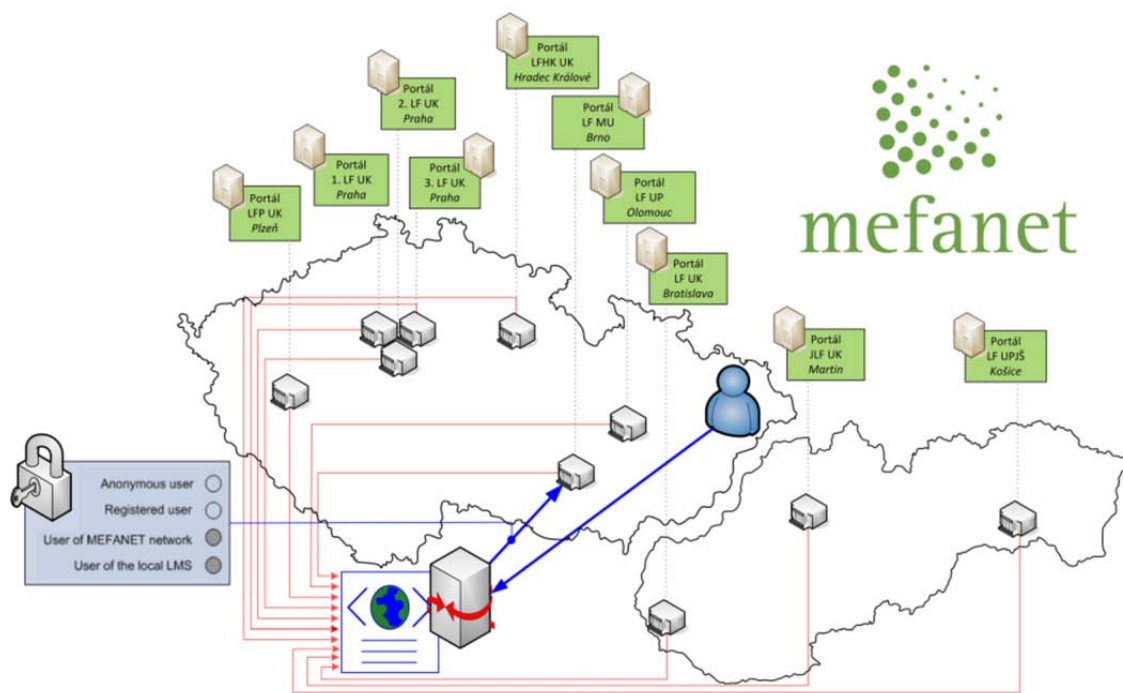 Portál
LFHK UK
Hradec Králové
Portál
2. LF UK
Praha
Portál
LF MU
Brno
Portál
1. LF UK
Praha
Portál
3. LF UK
Praha
Portál
LFP UK
Plzeň
Portál
LF UP
Olomouc
Portál
LF UK
Bratislava
mefanet
Portál
JLF UK
Martin
Portál
LF UPJŠ
Košice
Anonymous user
Registered user
User of MEFANET network
User of the local LMS